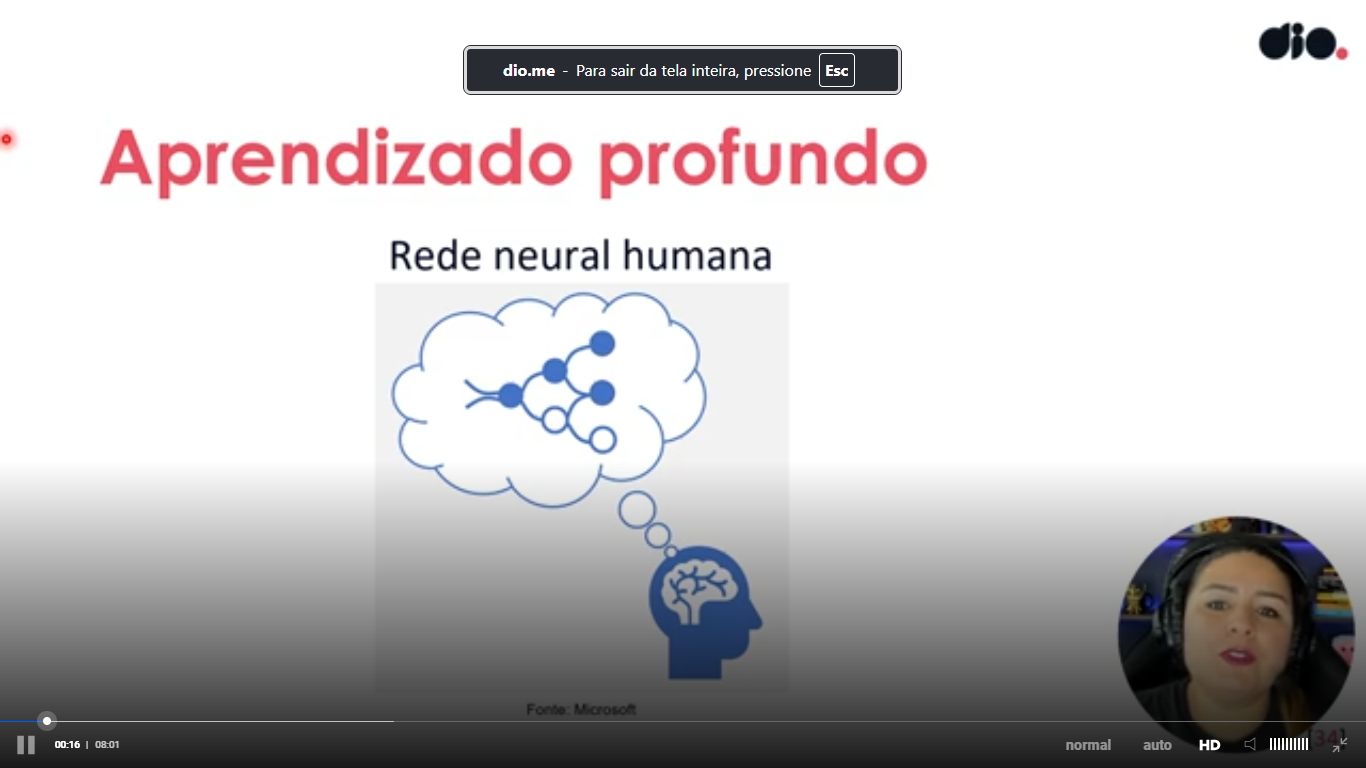 dio.
dio.me - Para sair da tela inteira, pressione Esc
Aprendizado profundo
Rede neural humana
Fonte: Microsoft
00:16 | 08:01
normal auto HD
[34]